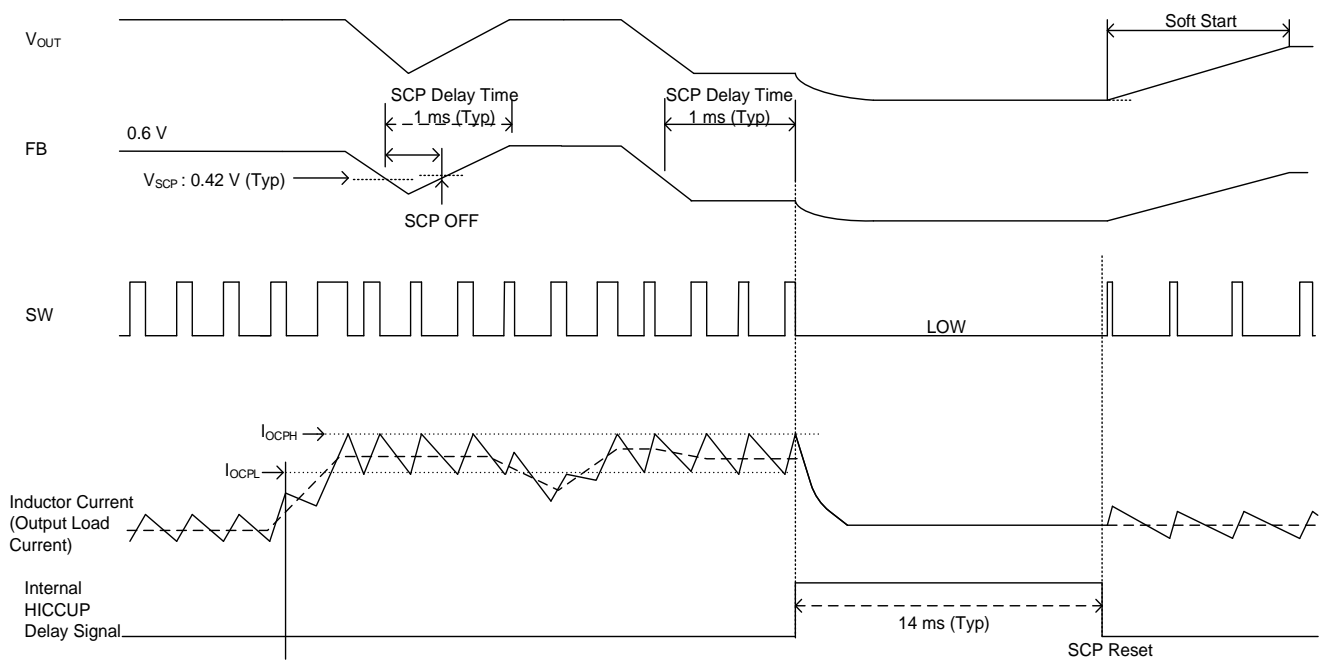 Soft Start
VOUT
SCP Delay Time
1 ms (Typ)
SCP Delay Time
1 ms (Typ)
0.6 V
FB
VSCP : 0.42 V (Typ)
SCP OFF
SW
LOW
IOCPH
IOCPL
Inductor Current
(Output Load
Current)
Internal
HICCUP
Delay Signal
14 ms (Typ)
SCP Reset